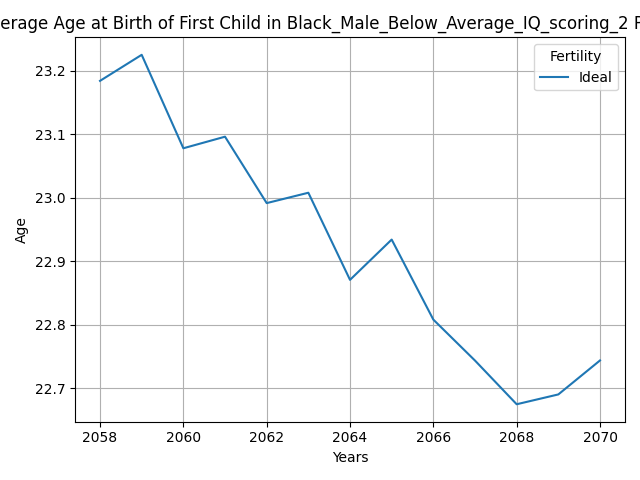 erage Age at Birth of First Child in Black_Male_Below_Average_IQ_scoring_2
Fertility
Ideal
23.2
23.1
23.0
22.9
22.8
22.7
Age
2058 2060 2062 2064 2066 2068 2070
Years